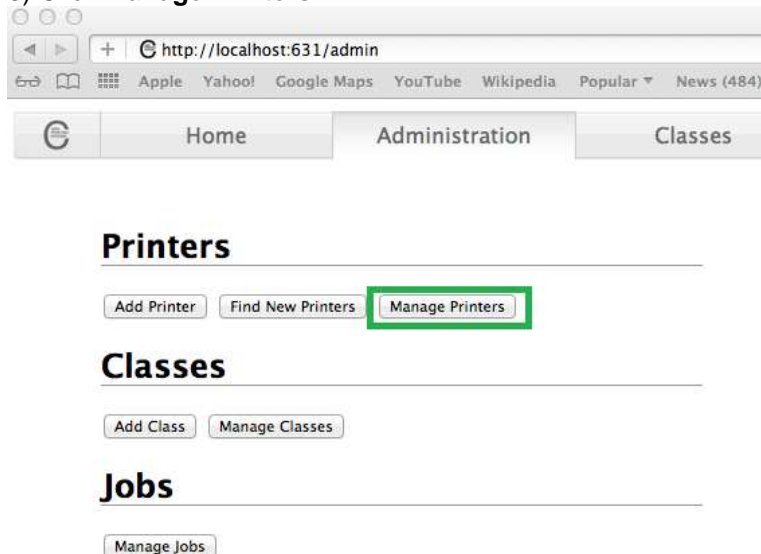 + http://localhost:631/admin
Apple Yahoo! Google Maps YouTube Wikipedia Popular ▾ News (484)
Home Administration Classes
Printers
Add Printer Find New Printers Manage Printers
Classes
Add Class Manage Classes
Jobs
Manage Jobs